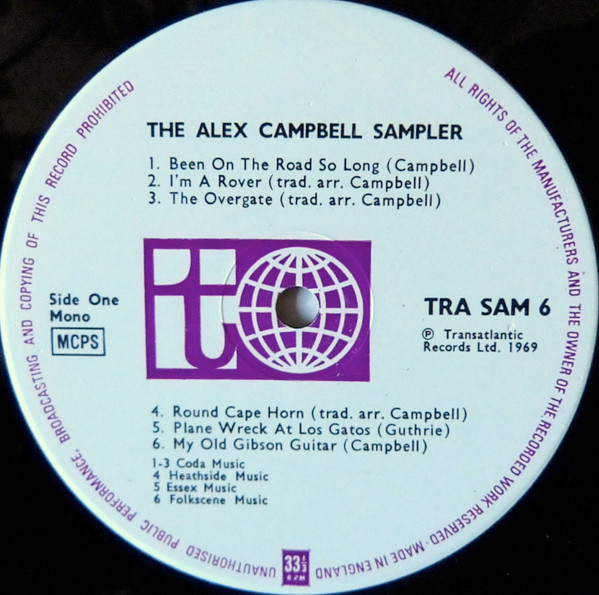 THE ALEX CAMPBELL SAMPLER
1. Been On The Road So Long (Campbell)
2. I'm A Rover (trad. arr. Campbell)
3. The Overgate (trad. arr. Campbell)
it
Side One
Mono
MCPS
TRA SAM 6
Ⓟ Transatlantic
Records Ltd. 1969
4. Round Cape Horn (trad. arr. Campbell)
5. Plane Wreck At Los Gatos (Guthrie)
6. My Old Gibson Guitar (Campbell)
1-3 Coda Music
4 Heathside Music
5 Essex Music
6 Folkscene Music
33⅓
R.P.M
ALL RIGHTS OF THE MANUFACTURERS AND THE OWNER OF THE RECORDED WORK RESERVED · MADE IN ENGLAND
UNAUTHORISED PUBLIC PERFORMANCE, BROADCASTING AND COPYING OF THIS RECORD PROHIBITED